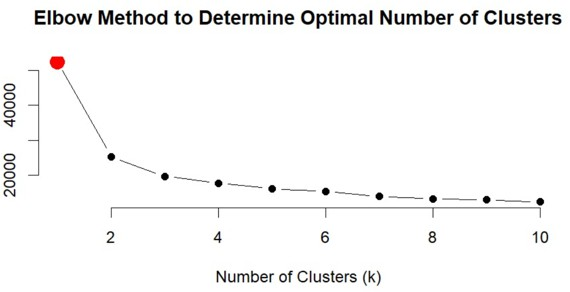 Elbow Method to Determine Optimal Number of Clusters
40000
20000
2 4 6 8 10
Number of Clusters (k)